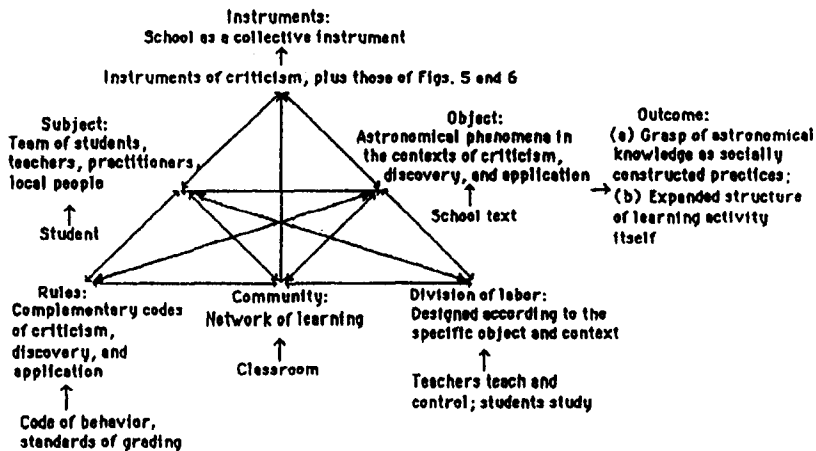 Instruments:
School as a collective instrument
Instruments of criticism, plus those of Figs. 5 and 6
Subject:
Team of students,
teachers, practitioners,
local people
Student
Object:
Astronomical phenomena in
the contexts of criticism,
discovery, and application
School text
Outcome:
(a) Grasp of astronomical
knowledge as socially
constructed practices;
(b) Expanded structure
of learning activity
itself
Rules:
Complementary codes
of criticism,
discovery, and
application
Code of behavior,
standards of grading
Community:
Network of learning
Classroom
Division of labor:
Designed according to the
specific object and context
Teachers teach and
control; students study